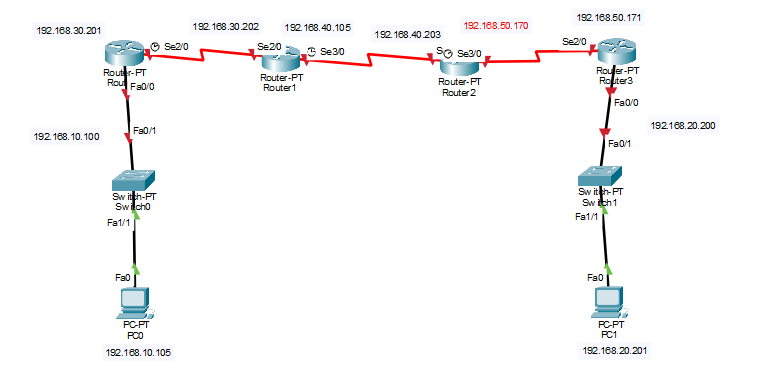 192.168.30.201
192.168.30.202
192.168.40.105
192.168.40.203
192.168.50.170
192.168.50.171
Se2/0
Se2/0
Se3/0
Se3/0
Se2/0
Router-PT
Rout
Router-PT
Router1
Router-PT
Router2
Router-PT
Router3
Fa0/0
Fa0/0
192.168.10.100
Fa0/1
192.168.20.200
Fa0/1
Switch-PT
Switch0
Switch-PT
Switch1
Fa1/1
Fa1/1
Fa0
Fa0
PC-PT
PC0
PC-PT
PC1
192.168.10.105
192.168.20.201